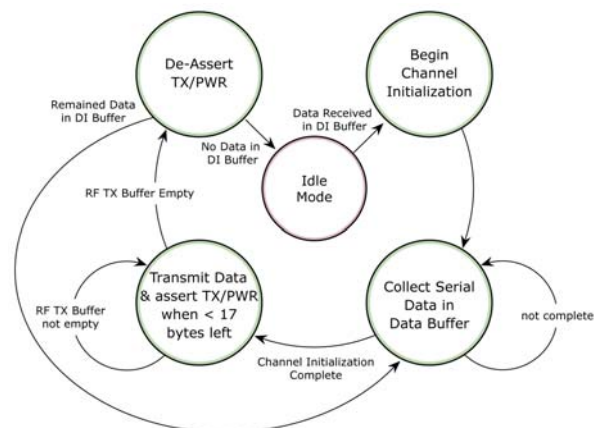 De-Assert
TX/PWR
Begin
Channel
Initialization
Remained Data
in DI Buffer
Data Received
in DI Buffer
No Data in
DI Buffer
Idle
Mode
RF TX Buffer Empty
Transmit Data
& assert TX/PWR
when < 17
bytes left
RF TX Buffer
not empty
Collect Serial
Data in
Data Buffer
not complete
Channel Initialization
Complete